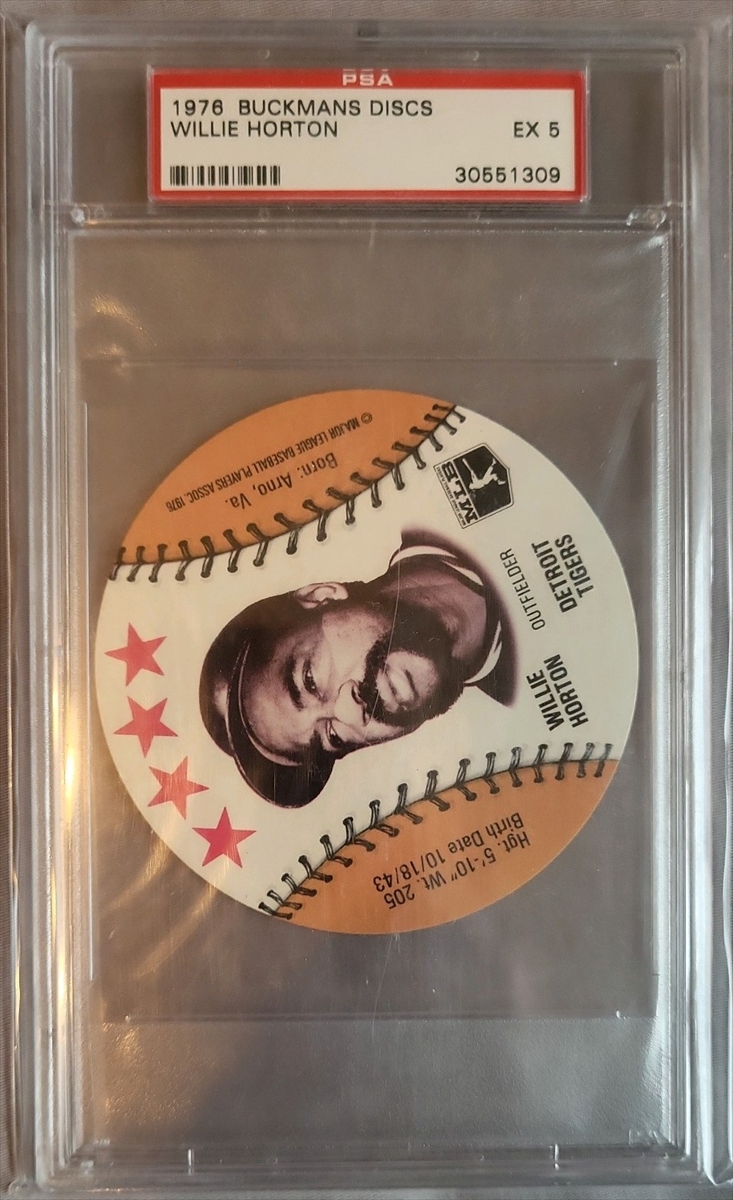 PSA
1976 BUCKMANS DISCS
WILLIE HORTON
EX 5
30551309
© MAJOR LEAGUE BASEBALL PLAYERS ASSOC. 1976
Born: Arno, Va.
MLB
WILLIE
HORTON
OUTFIELDER
DETROIT
TIGERS
Hgt. 5'-10" Wt. 205
Birth Date 10/18/43